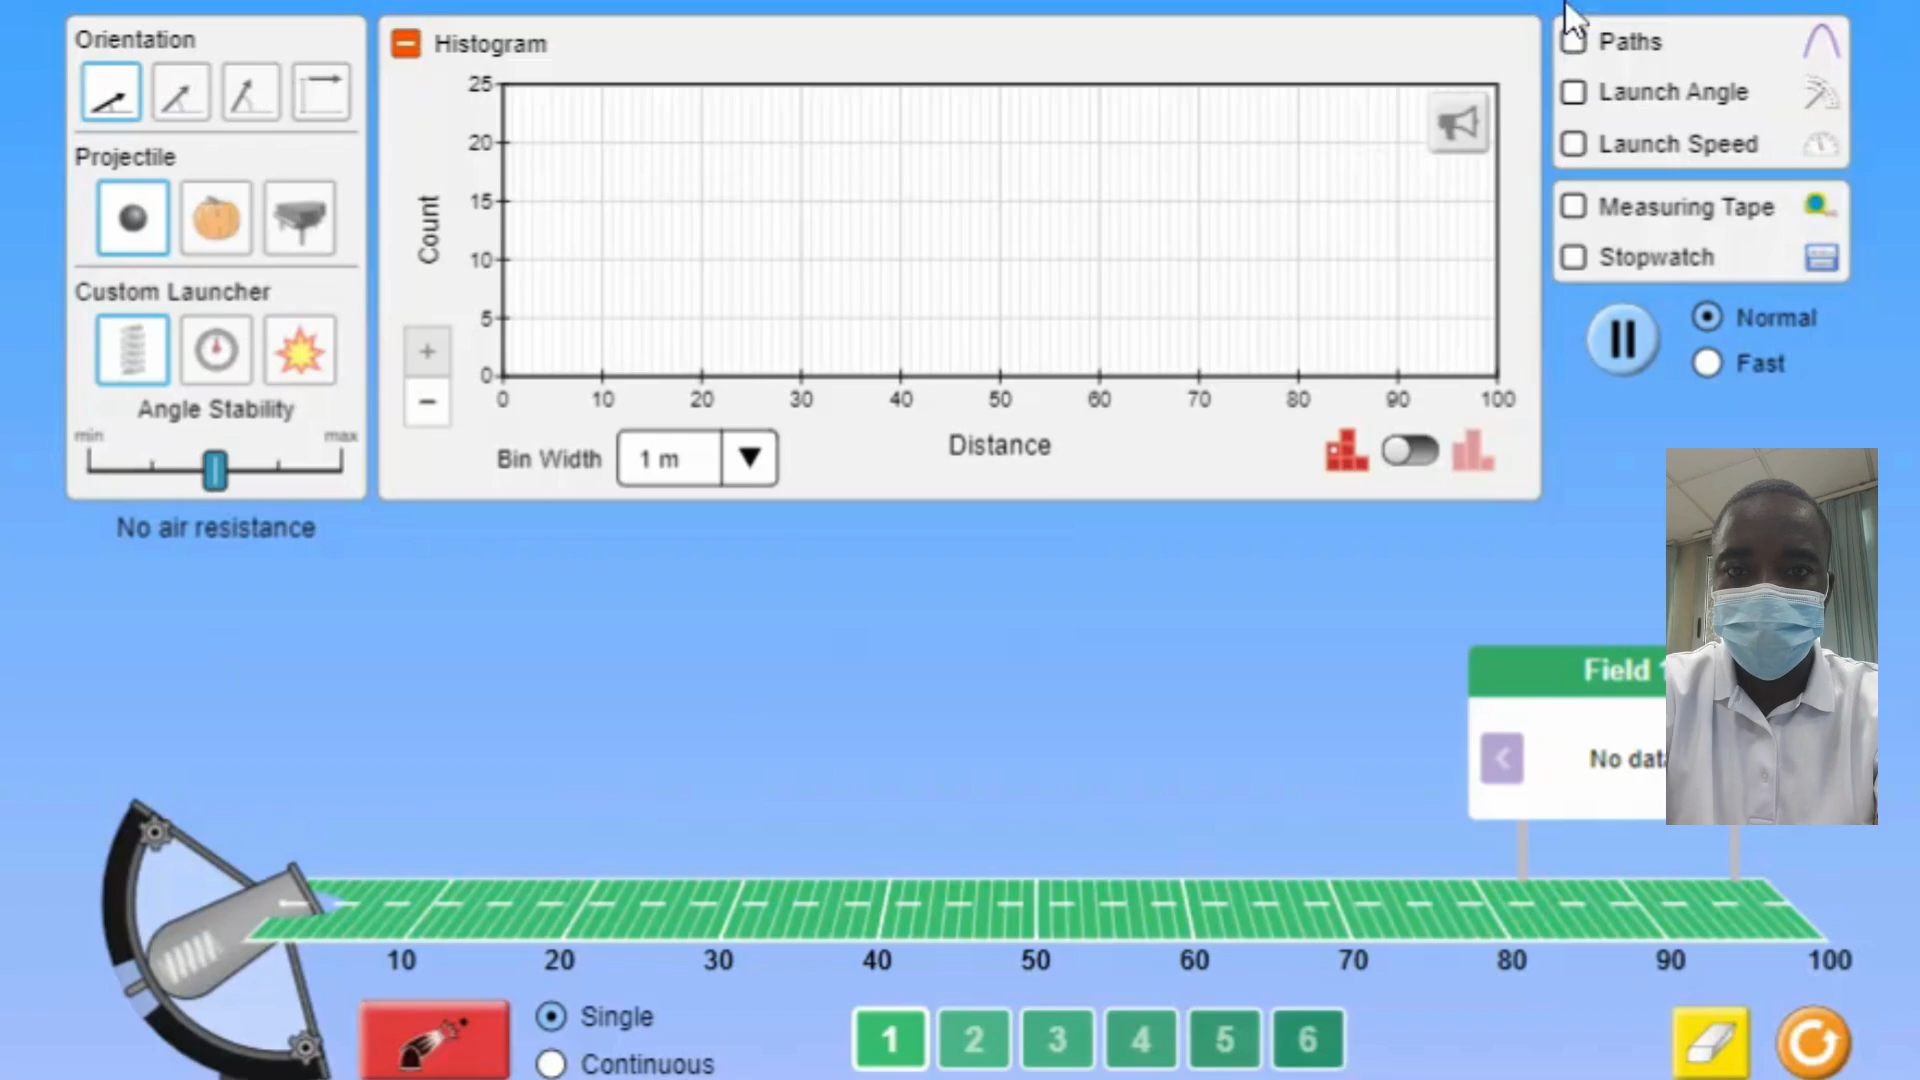 Orientation
Projectile
Custom Launcher
Angle Stability
min
max
No air resistance
Histogram
25
20
15
10
5
0
Count
+
−
0 10 20 30 40 50 60 70 80 90 100
Distance
Bin Width
1 m
Paths
Launch Angle
Launch Speed
Measuring Tape
Stopwatch
Normal
Fast
Field
No
10 20 30 40 50 60 70 80 90 100
Single
Continuous
1 2 3 4 5 6